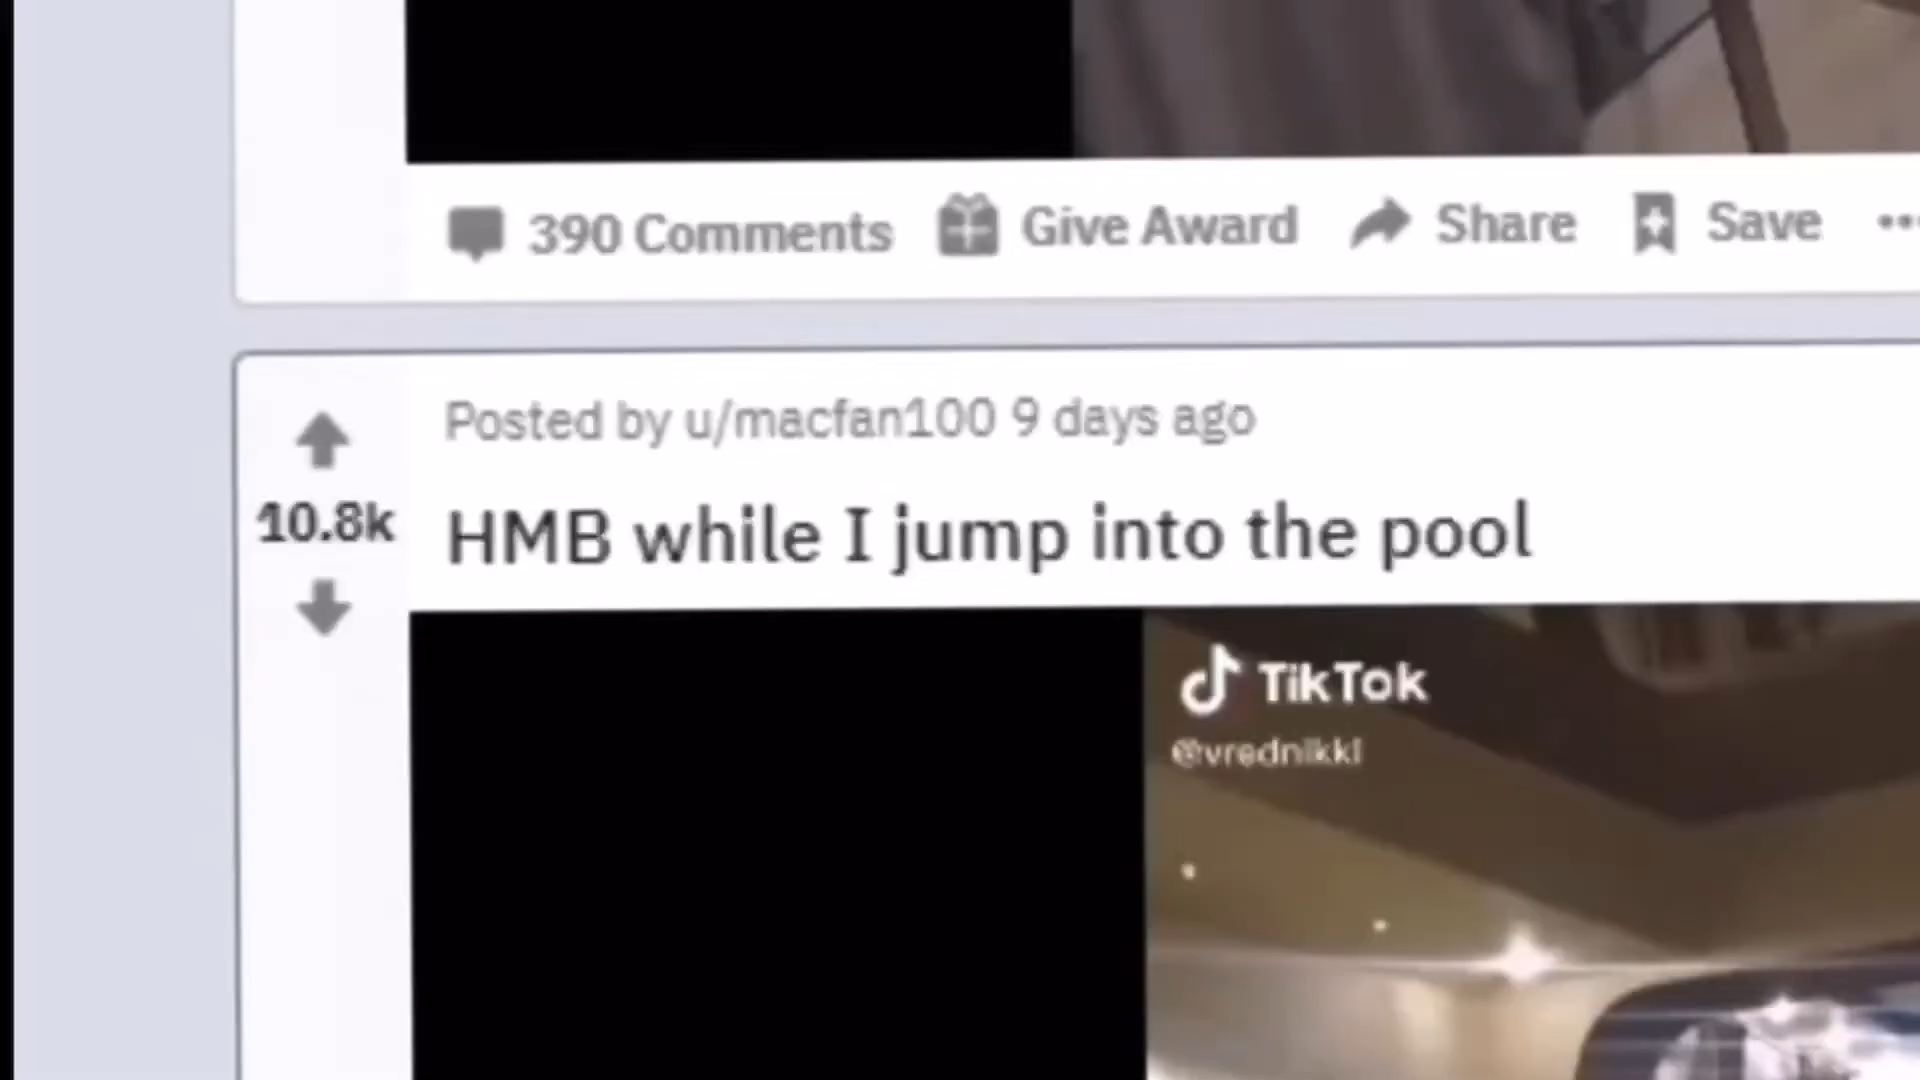 390 Comments Give Award Share Save
Posted by u/macfan100 9 days ago
10.8k
HMB while I jump into the pool
TikTok
@vrednikkl